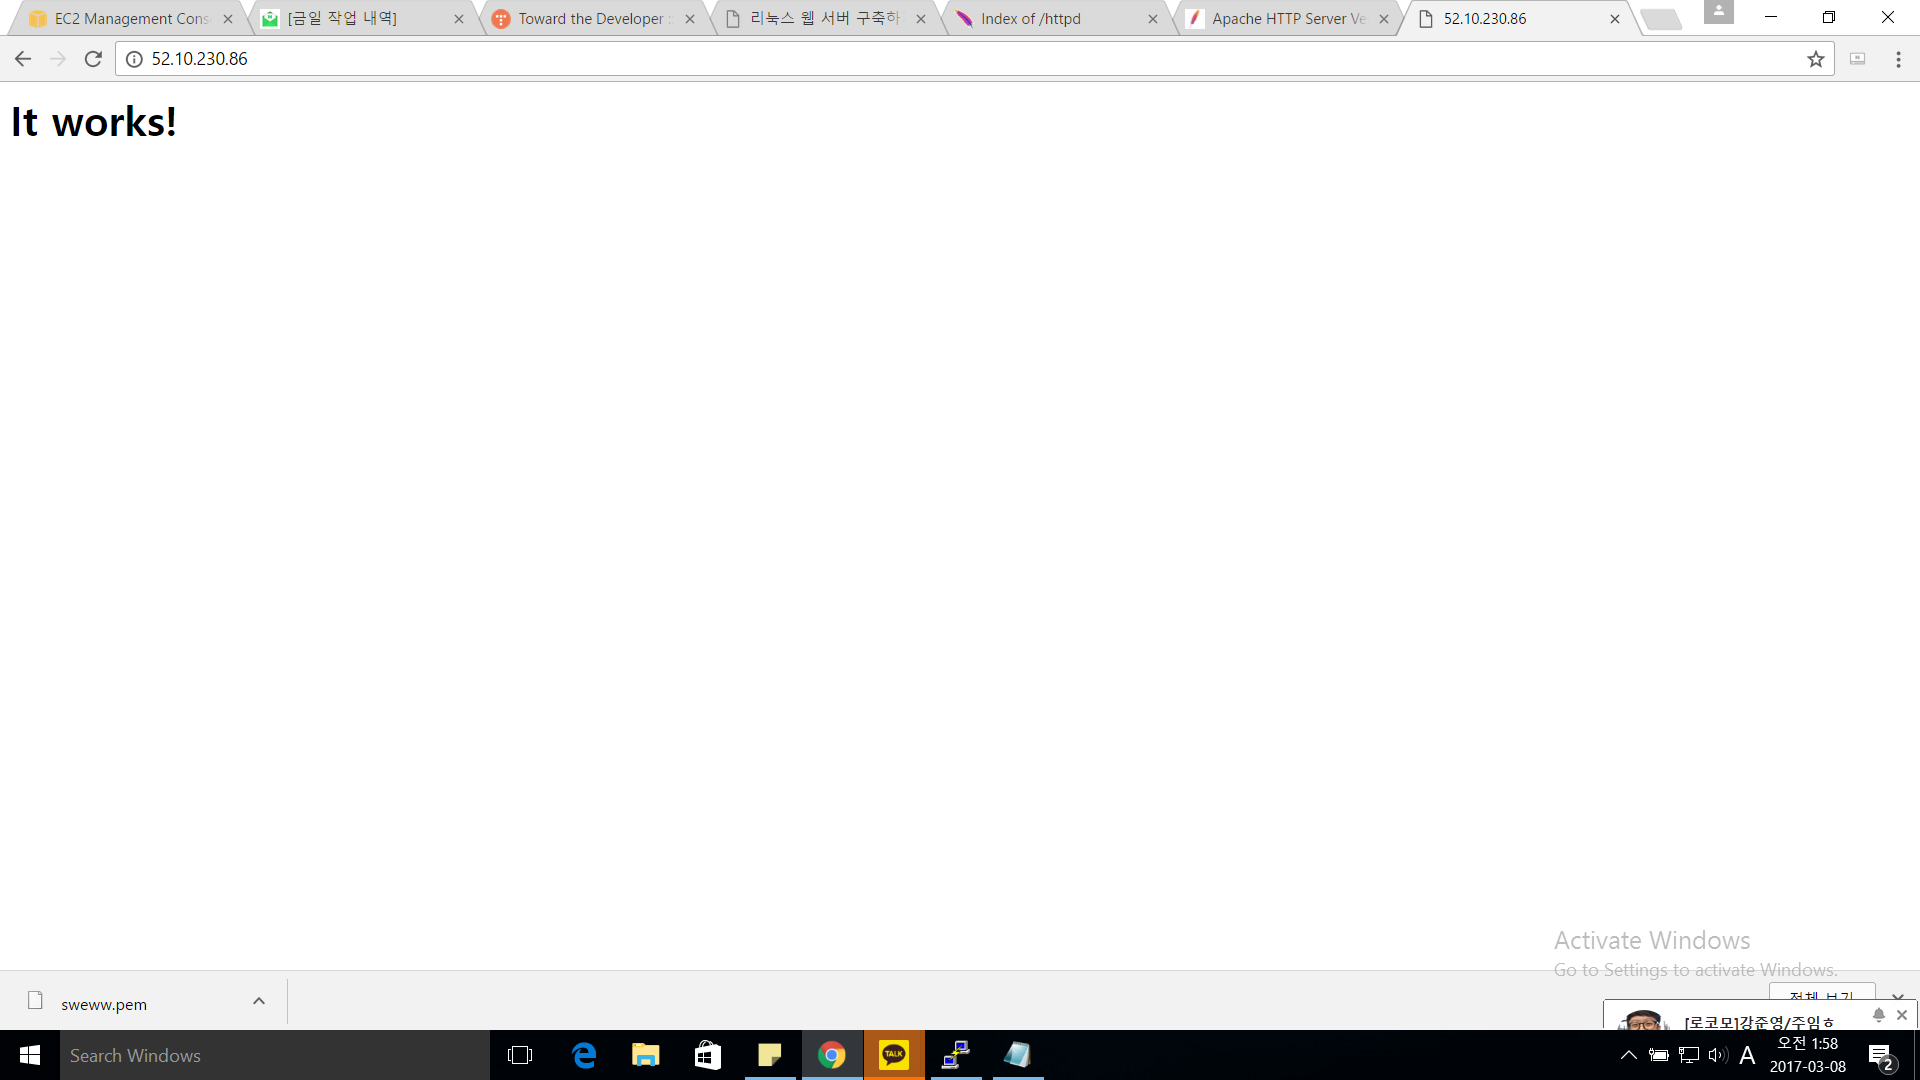 EC2 Management Cons
[금일 작업 내역]
Toward the Developer :
리눅스 웹 서버 구축하
Index of /httpd
Apache HTTP Server Ve
52.10.230.86
52.10.230.86
It works!
Activate Windows
Go to Settings to activate Windows.
sweww.pem
전체 보기
[로코모]강준영/주임ㅎ
Search Windows
TALK
A
오전 1:58
2017-03-08
2